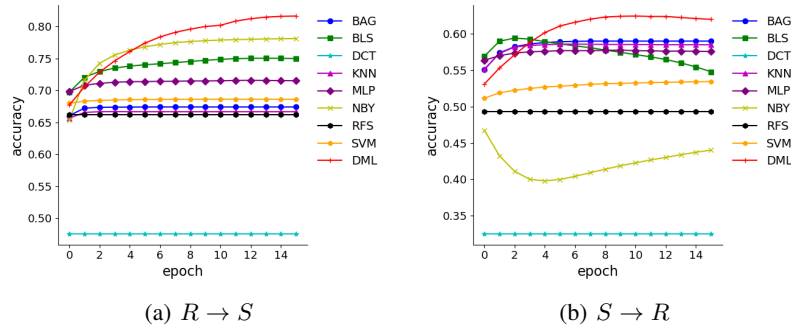 0.80
0.75
0.70
0.65
0.60
0.55
0.50
accuracy
0 2 4 6 8 10 12 14
epoch
BAG
BLS
DCT
KNN
MLP
NBY
RFS
SVM
DML
(a) R → S
0.60
0.55
0.50
0.45
0.40
0.35
accuracy
0 2 4 6 8 10 12 14
epoch
BAG
BLS
DCT
KNN
MLP
NBY
RFS
SVM
DML
(b) S → R